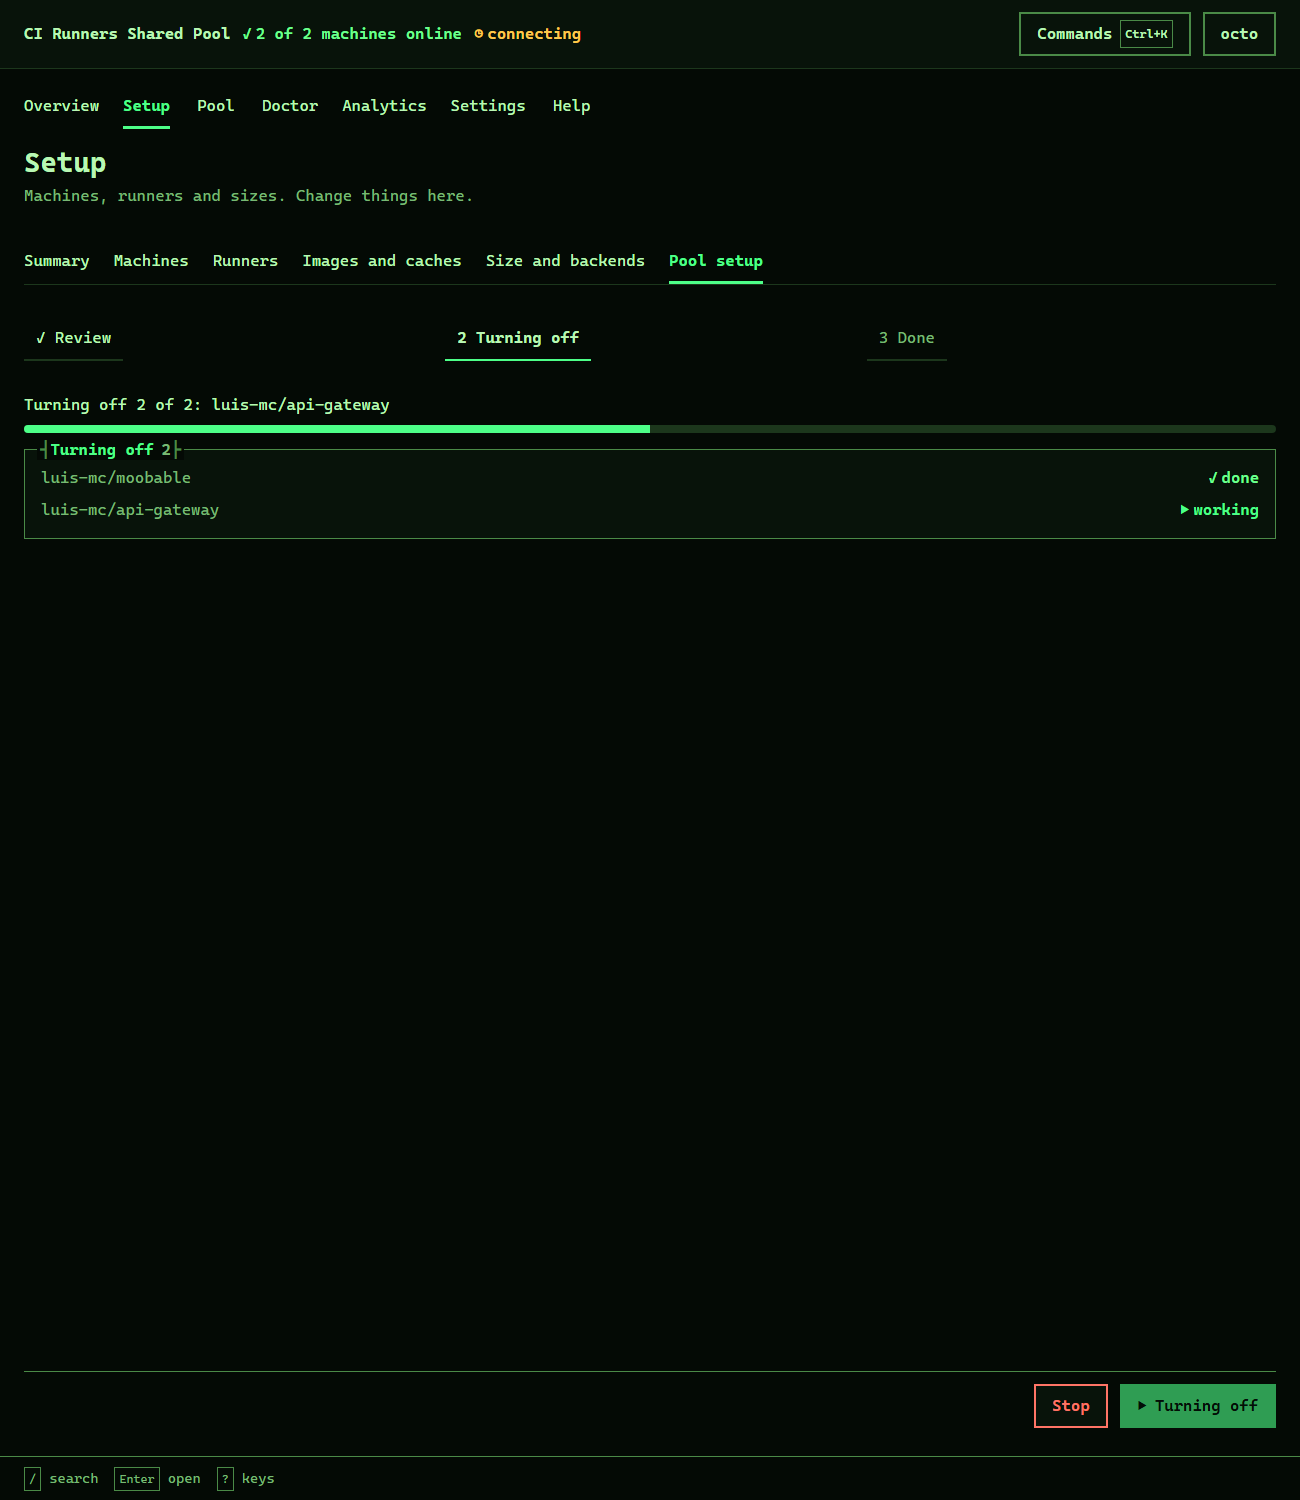 CI Runners Shared Pool ✓ 2 of 2 machines online connecting Commands Ctrl+K octo
Overview Setup Pool Doctor Analytics Settings Help
Setup
Machines, runners and sizes. Change things here.
Summary Machines Runners Images and caches Size and backends Pool setup
✓ Review 2 Turning off 3 Done
Turning off 2 of 2: luis-mc/api-gateway
Turning off 2
luis-mc/moobable ✓ done
luis-mc/api-gateway ▶ working
Stop ▶ Turning off
/ search Enter open ? keys